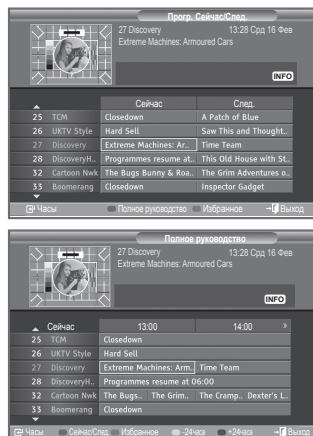 Прогр. Сейчас/След.
27 Discovery 13:28 Срд 16 Фев
Extreme Machines: Armoured Cars
INFO
Сейчас След.
25 TCM Closedown A Patch of Blue
26 UKTV Style Hard Sell Saw This and Thought..
27 Discovery Extreme Machines: Ar.. Time Team
28 DiscoveryH.. Programmes resume at.. This Old House with St..
32 Cartoon Nwk The Bugs Bunny & Roa.. The Grim Adventures o..
33 Boomerang Closedown Inspector Gadget
Часы Полное руководство Избранное Выход
Полное руководство
27 Discovery 13:28 Срд 16 Фев
Extreme Machines: Armoured Cars
INFO
Сейчас 13:00 14:00 »
25 TCM Closedown
26 UKTV Style Hard Sell
27 Discovery Extreme Machines: Arm.. Time Team
28 DiscoveryH.. Programmes resume at 06:00
32 Cartoon Nwk The Bugs.. The Grim.. The Cramp.. Dexter's L..
33 Boomerang Closedown
Часы Сейчас/След Избранное -24часа +24часа Выход